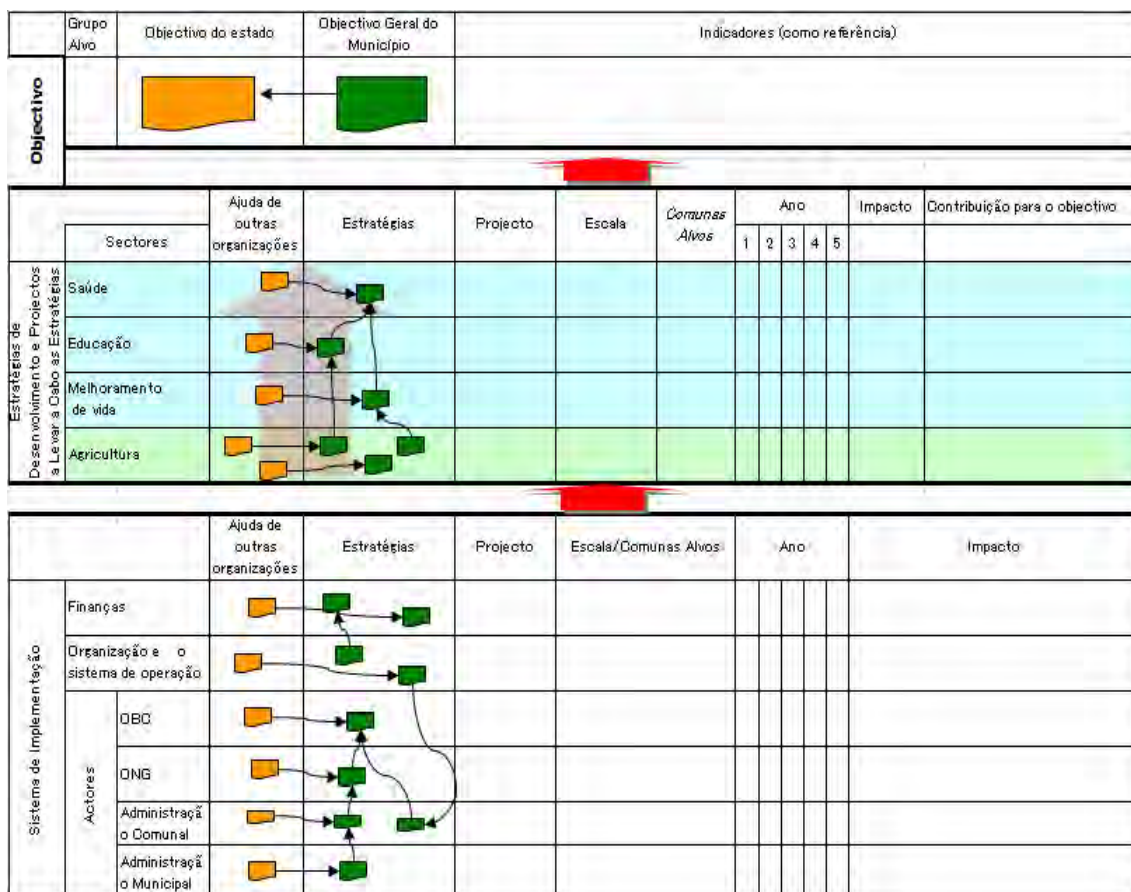 Grupo
Alvo
Objectivo do estado
Objectivo Geral do
Município
Indicadores (como referência)
Objectivo
Sectores
Ajuda de
outras
organizações
Estratégias
Projecto
Escala
Comunas
Alvos
Ano
1 2 3 4 5
Impacto
Contribuição para o objectivo
Estratégias de
Desenvolvimento e Projectos
a Levar a Cabo as Estratégias
Saúde
Educação
Melhoramento
de vida
Agricultura
Ajuda de
outras
organizações
Estratégias
Projecto
Escala/Comunas Alvos
Ano
Impacto
Sistema de Implementação
Finanças
Organização e o
sistema de operação
Actores
OBC
ONG
Administraçã
o Comunal
Administraçã
o Municipal